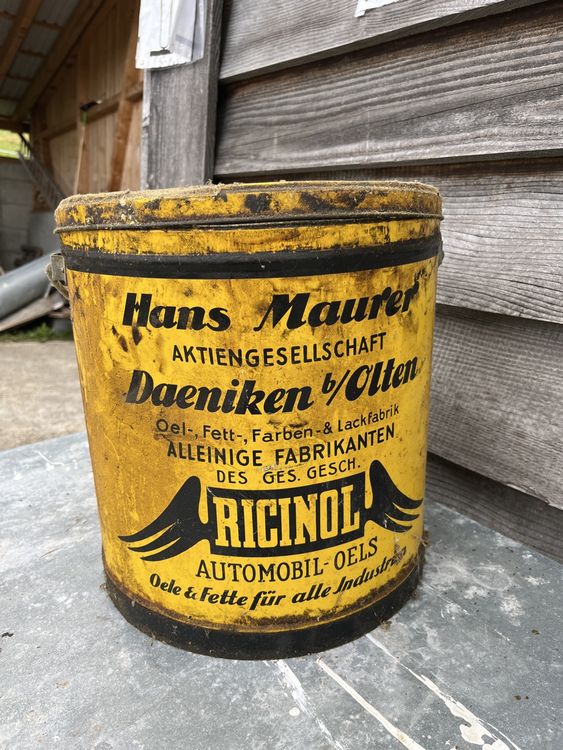 Hans Maurer
AKTIENGESELLSCHAFT
Daeniken b/Olten
Oel-, Fett-, Farben- & Lackfabrik
ALLEINIGE FABRIKANTEN
DES GES. GESCH.
RICINOL
AUTOMOBIL-OELS
Oele & Fette für alle Industrien